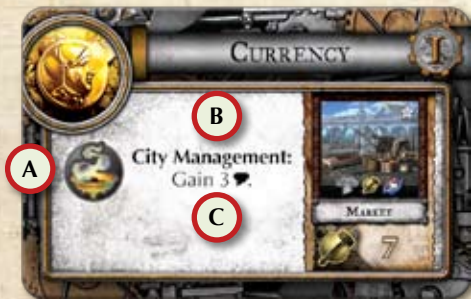 CURRENCY
I
B
A
City Management:
Gain 3 .
C
MARKET
7